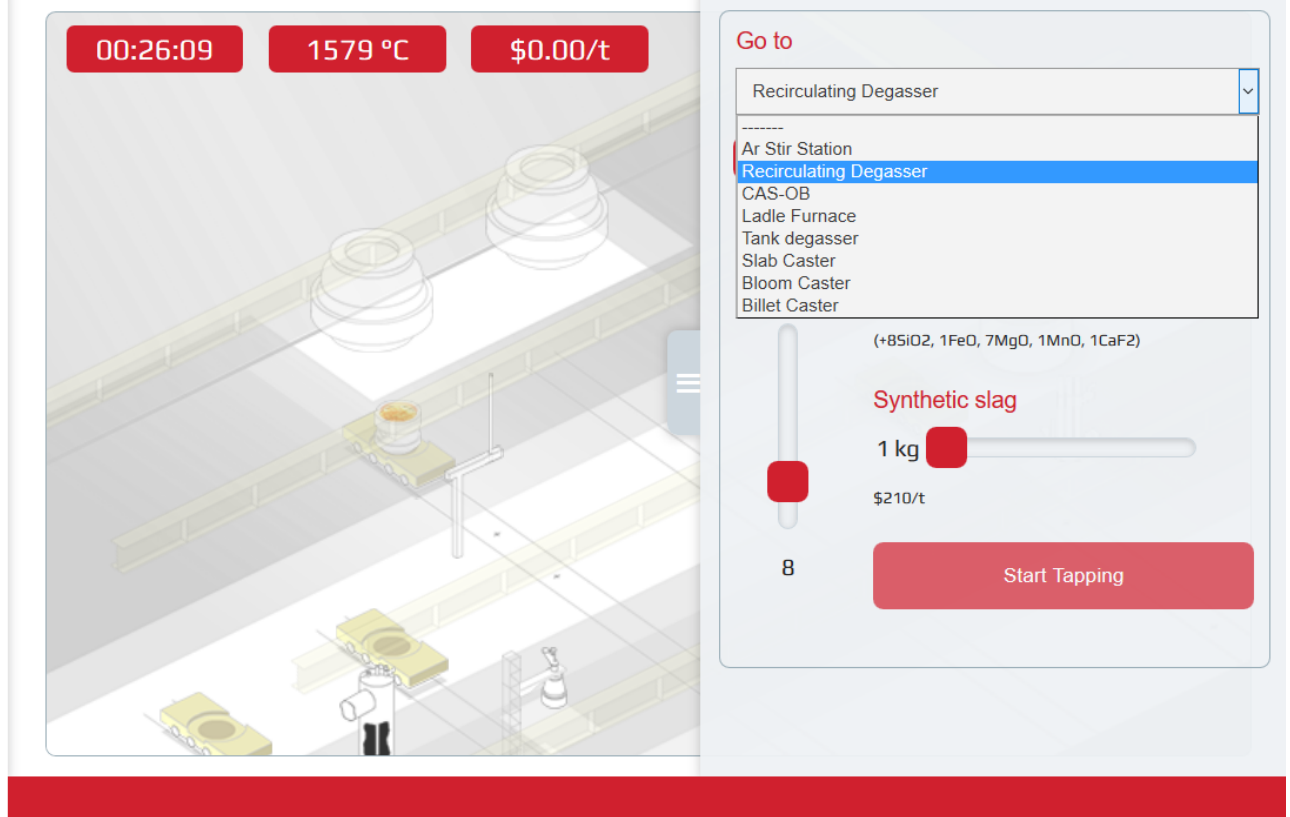 00:26:09
1579 ºC
$0.00/t
Go to
Recirculating Degasser
-------
Ar Stir Station
Recirculating Degasser
CAS-OB
Ladle Furnace
Tank degasser
Slab Caster
Bloom Caster
Billet Caster
(+8SiO2, 1FeO, 7MgO, 1MnO, 1CaF2)
Synthetic slag
1 kg
$210/t
8
Start Tapping